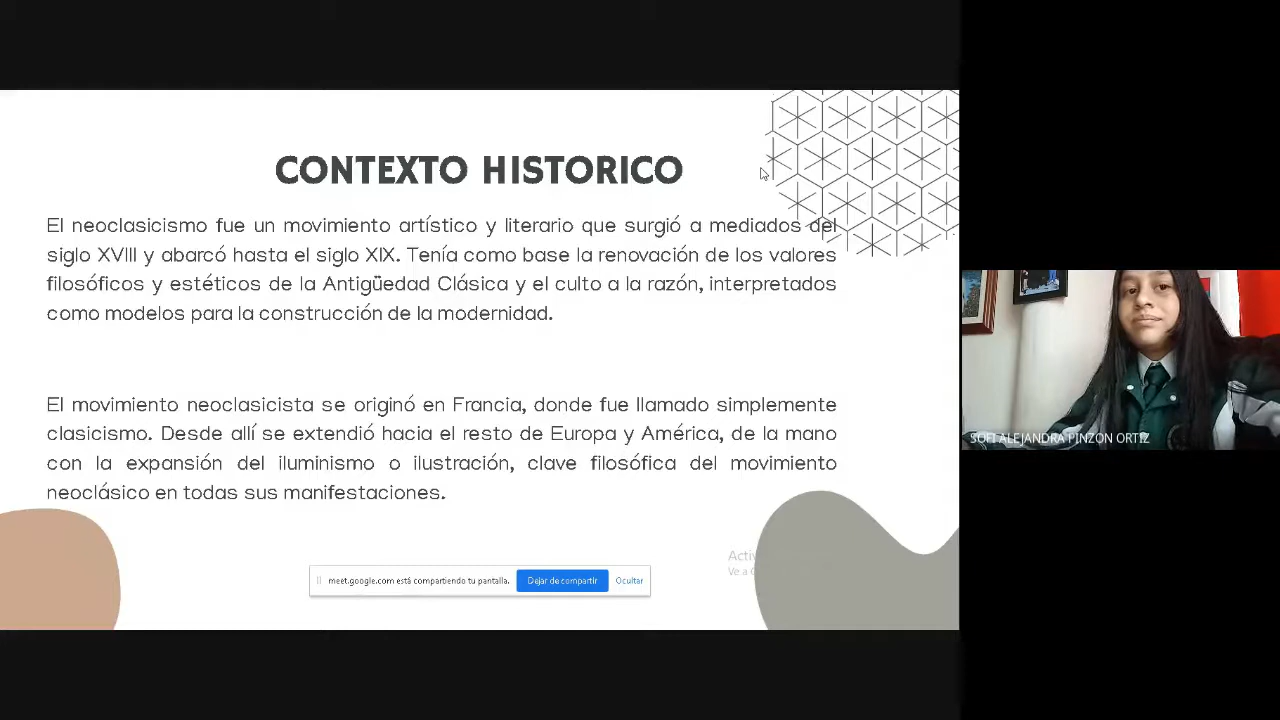 CONTEXTO HISTORICO
El neoclasicismo fue un movimiento artístico y literario que surgió a mediados del
siglo XVIII y abarcó hasta el siglo XIX. Tenía como base la renovación de los valores
filosóficos y estéticos de la Antigüedad Clásica y el culto a la razón, interpretados
como modelos para la construcción de la modernidad.
El movimiento neoclasicista se originó en Francia, donde fue llamado simplemente
clasicismo. Desde allí se extendió hacia el resto de Europa y América, de la mano
con la expansión del iluminismo o ilustración, clave filosófica del movimiento
neoclásico en todas sus manifestaciones.
meet.google.com está compartiendo tu pantalla. Dejar de compartir Ocultar
SUFI ALEJANDRA PINZON ORTIZ